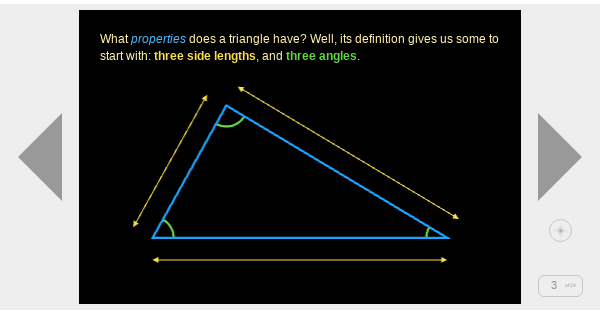 What properties does a triangle have? Well, its definition gives us some to
start with: three side lengths, and three angles.
3 of 24